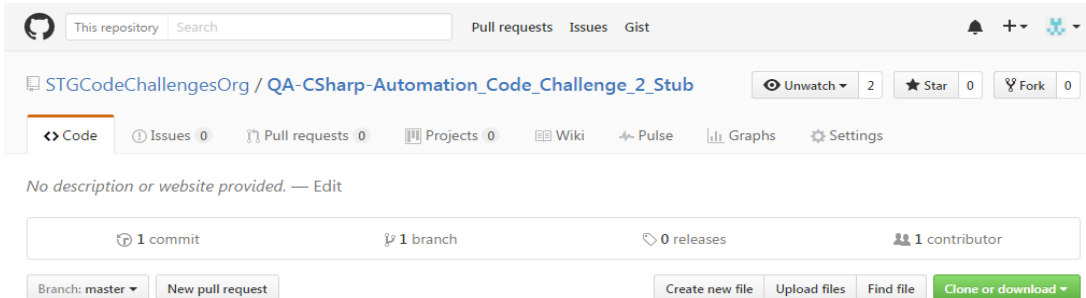 This repository Search Pull requests Issues Gist
STGCodeChallengesOrg / QA-CSharp-Automation_Code_Challenge_2_Stub Unwatch 2 Star 0 Fork 0
Code Issues 0 Pull requests 0 Projects 0 Wiki Pulse Graphs Settings
No description or website provided. — Edit
1 commit 1 branch 0 releases 1 contributor
Branch: master New pull request Create new file Upload files Find file Clone or download